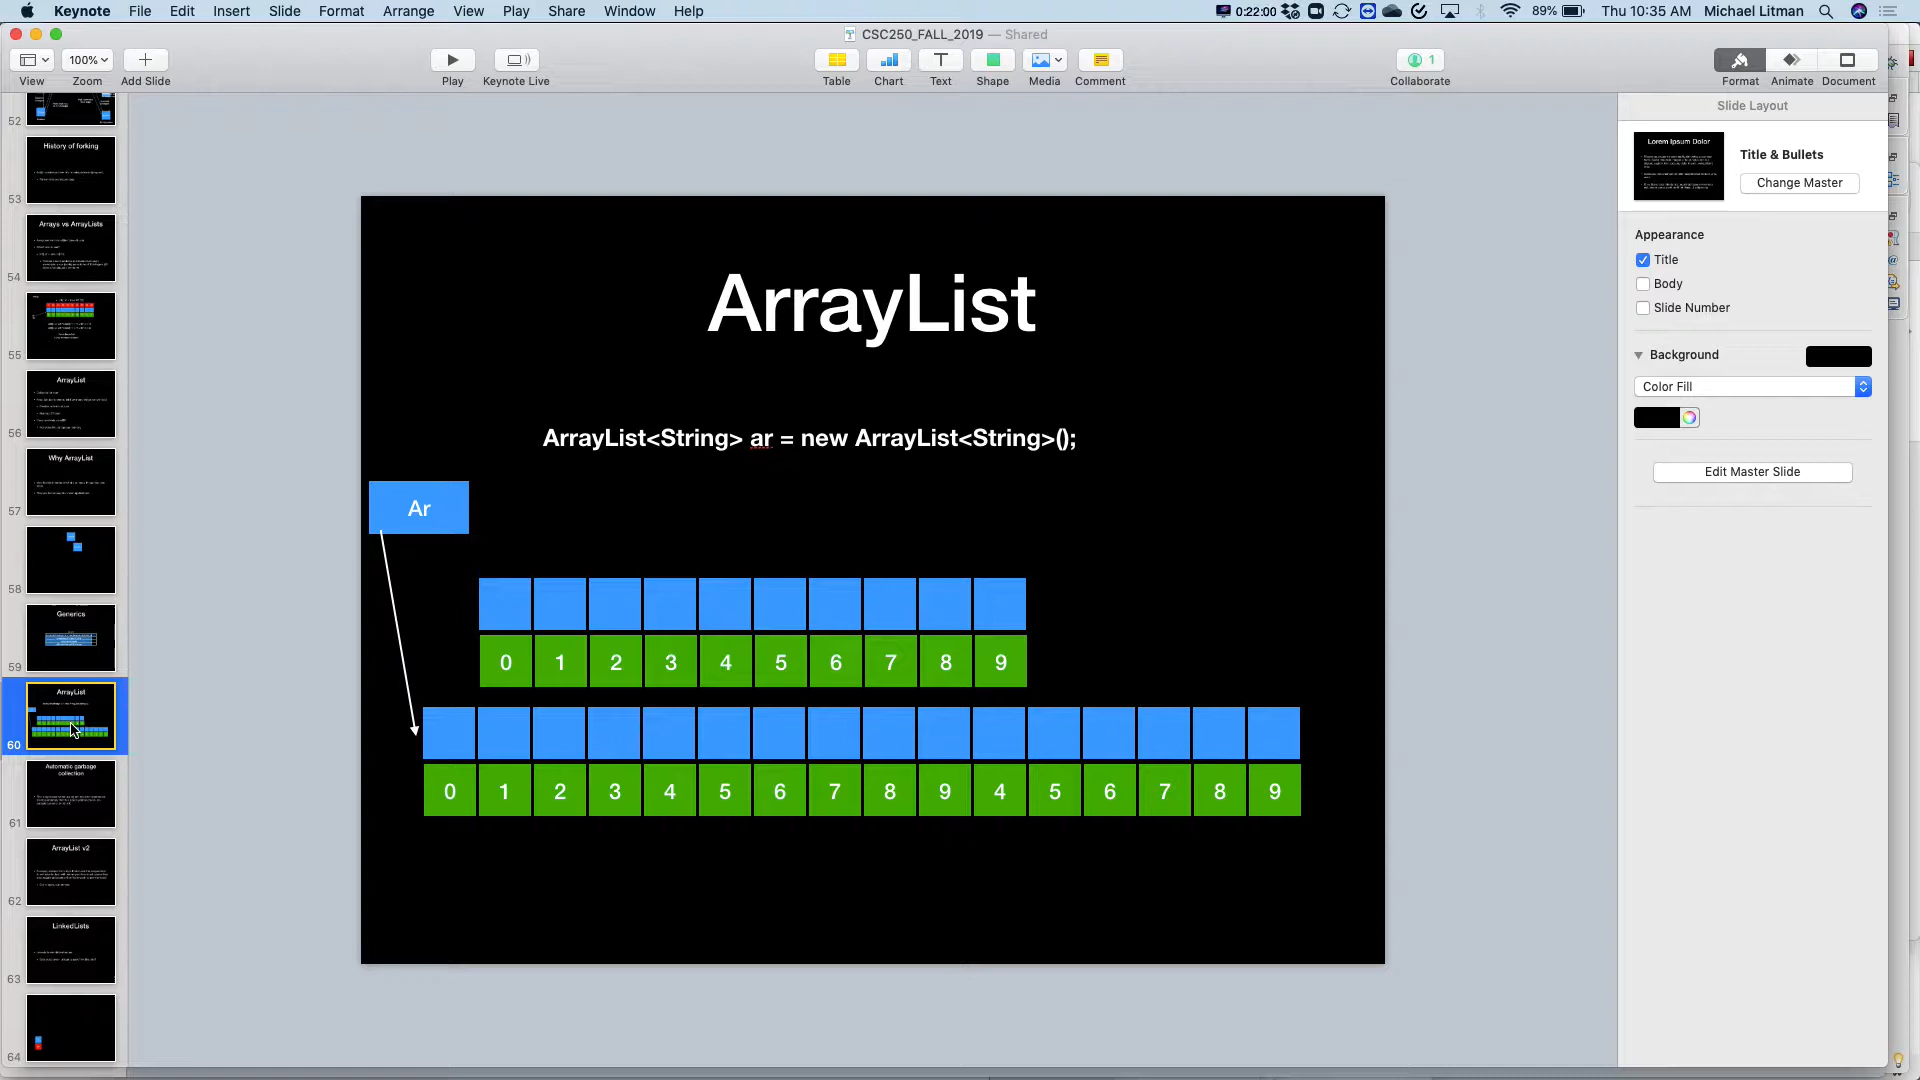 Keynote File Edit Insert Slide Format Arrange View Play Share Window Help 0:22:00 89% Thu 10:35 AM Michael Litman
CSC250_FALL_2019 — Shared
100%
1
View Zoom Add Slide Play Keynote Live Table Chart Text Shape Media Comment Collaborate Format Animate Document
Slide Layout
52
History of forking
53
Arrays vs ArrayLists
54
55
ArrayList
56
Why ArrayList
57
58
Generics
59
ArrayList
60
Automatic garbage
collection
61
ArrayList v2
62
LinkedLists
63
64
ArrayList
ArrayList<String> ar = new ArrayList<String>();
Ar
0 1 2 3 4 5 6 7 8 9
0 1 2 3 4 5 6 7 8 9 4 5 6 7 8 9
Lorem Ipsum Dolor
Title & Bullets
Change Master
Appearance
Title
Body
Slide Number
Background
Color Fill
Edit Master Slide